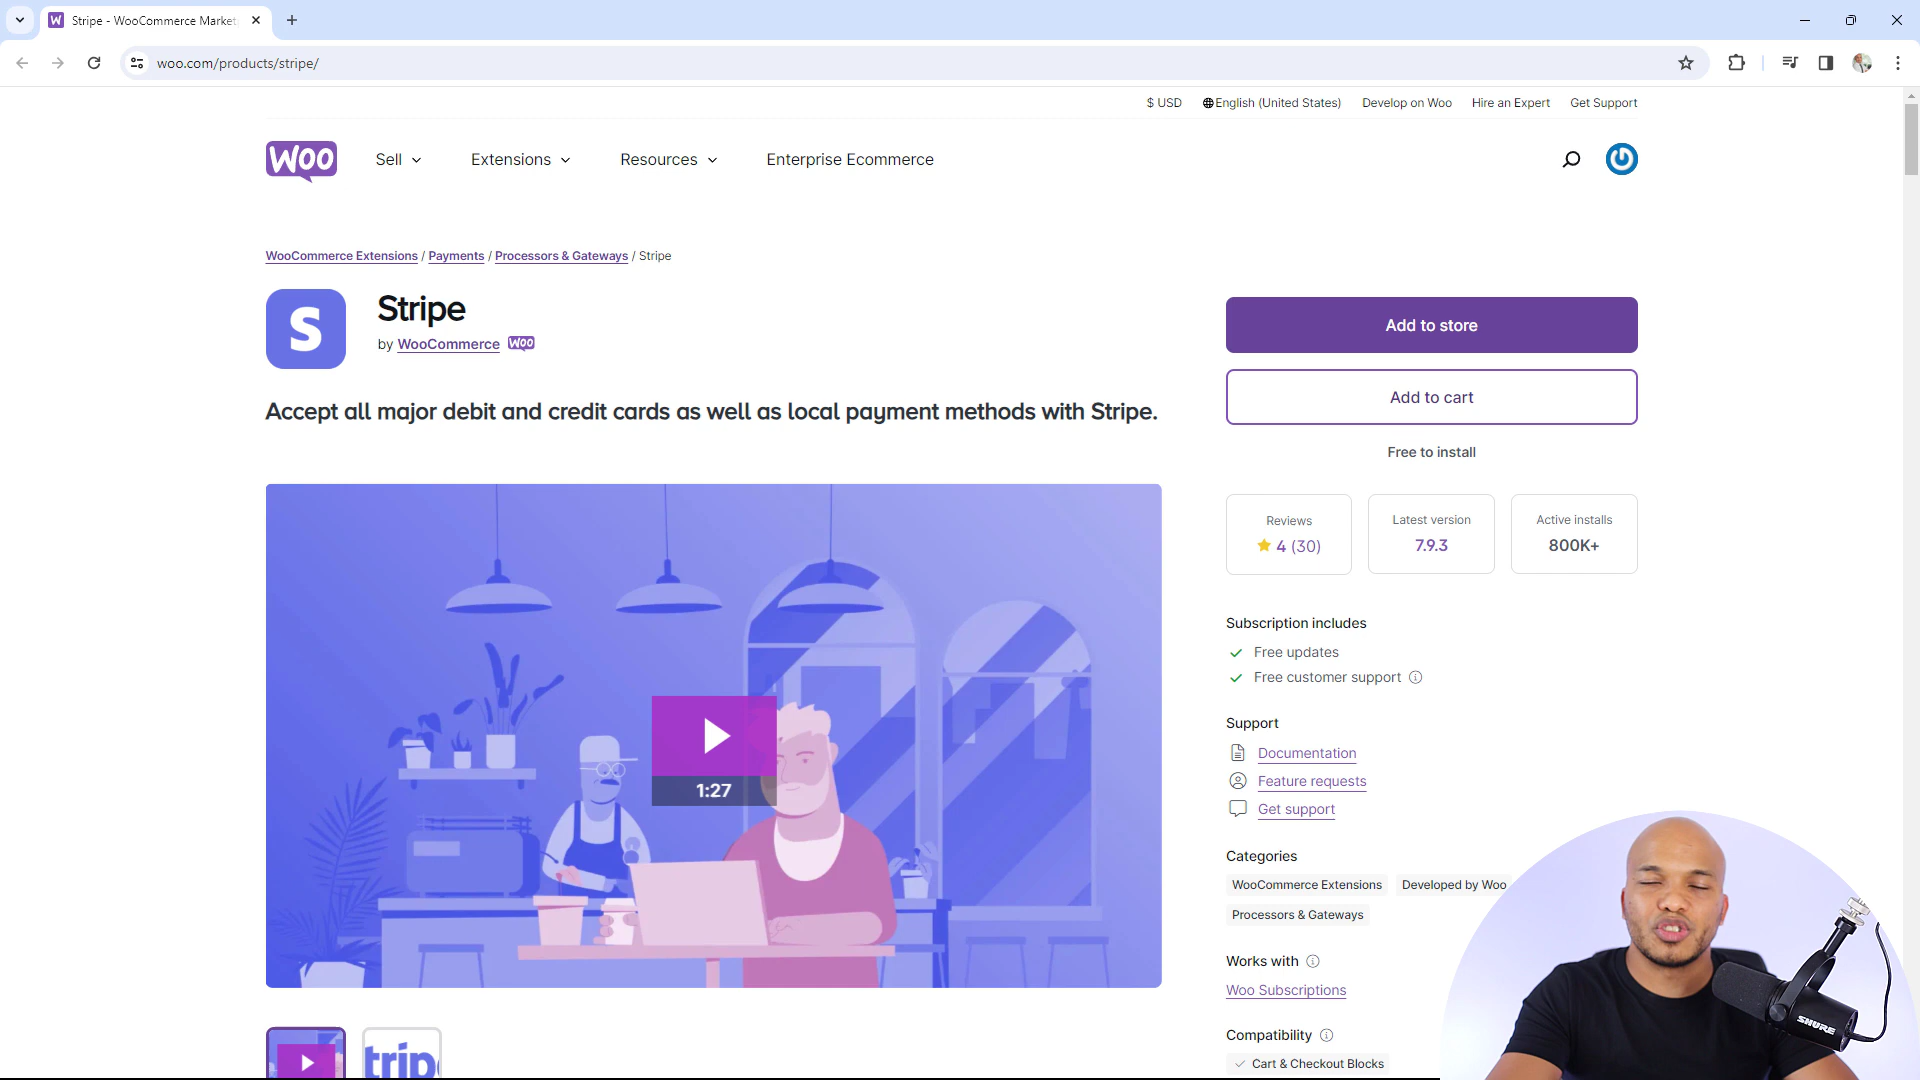 Stripe - WooCommerce Market
woo.com/products/stripe/
$ USD
English (United States)
Develop on Woo
Hire an Expert
Get Support
WOO
Sell
Extensions
Resources
Enterprise Ecommerce
WooCommerce Extensions / Payments / Processors & Gateways / Stripe
S
Stripe
by WooCommerce WOO
Accept all major debit and credit cards as well as local payment methods with Stripe.
1:27
tripe
Add to store
Add to cart
Free to install
Reviews
4 (30)
Latest version
7.9.3
Active installs
800K+
Subscription includes
Free updates
Free customer support
Support
Documentation
Feature requests
Get support
Categories
WooCommerce Extensions
Developed by Woo
Processors & Gateways
Works with
Woo Subscriptions
Compatibility
Cart & Checkout Blocks
SHURE